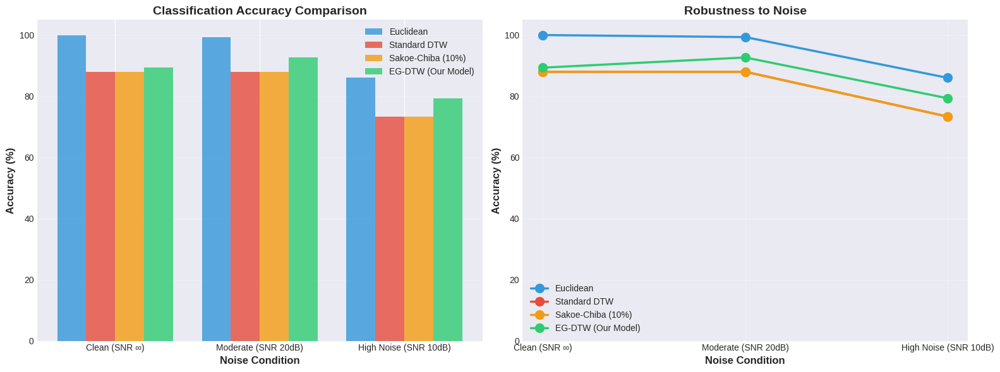 Classification Accuracy Comparison
Accuracy (%)
100
80
60
40
20
0
Euclidean
Standard DTW
Sakoe-Chiba (10%)
EG-DTW (Our Model)
Clean (SNR ∞)
Moderate (SNR 20dB)
High Noise (SNR 10dB)
Noise Condition
Robustness to Noise
Accuracy (%)
100
80
60
40
20
0
Euclidean
Standard DTW
Sakoe-Chiba (10%)
EG-DTW (Our Model)
Clean (SNR ∞)
Moderate (SNR 20dB)
High Noise (SNR 10dB)
Noise Condition